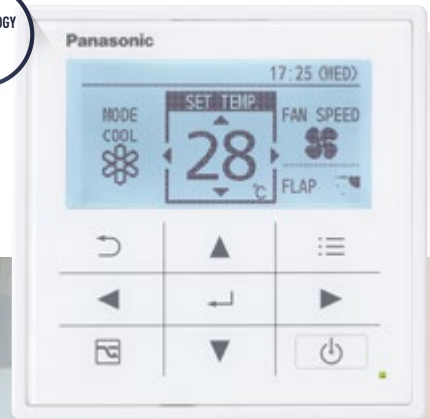 OGY
Panasonic
17:25 (WED)
MODE
COOL
SET TEMP.
28
°C
FAN SPEED
FLAP